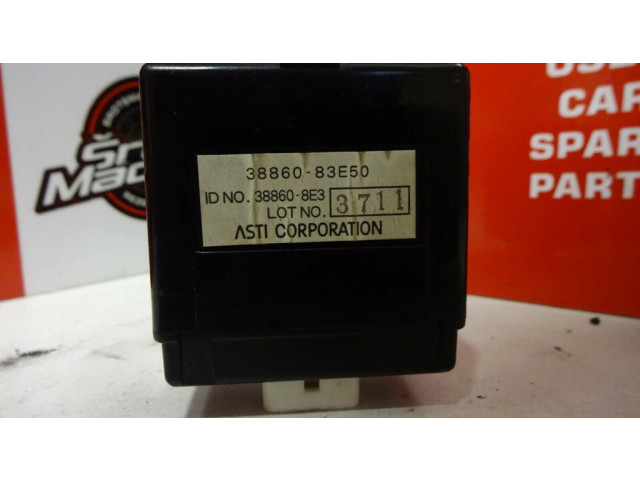 38860-83E50
ID NO. 38860-8E3
LOT NO. 3711
ASTI CORPORATION
CAR
SPAR
PART